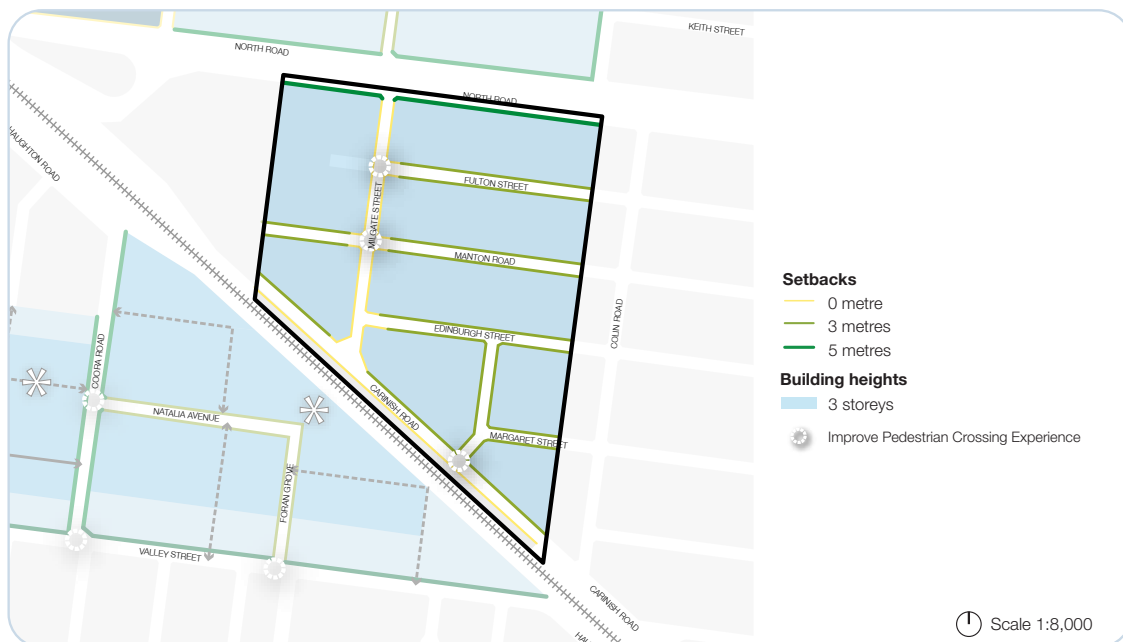 KEITH STREET
NORTH ROAD
NORTH ROAD
HAUGHTON ROAD
FULTON STREET
MILGATE STREET
MANTON ROAD
EDINBURGH STREET
COLIN ROAD
COORA ROAD
NATALIA AVENUE
CARINISH ROAD
MARGARET STREET
FORAN GROVE
VALLEY STREET
CARINISH ROAD
Setbacks
0 metre
3 metres
5 metres
Building heights
3 storeys
Improve Pedestrian Crossing Experience
Scale 1:8,000